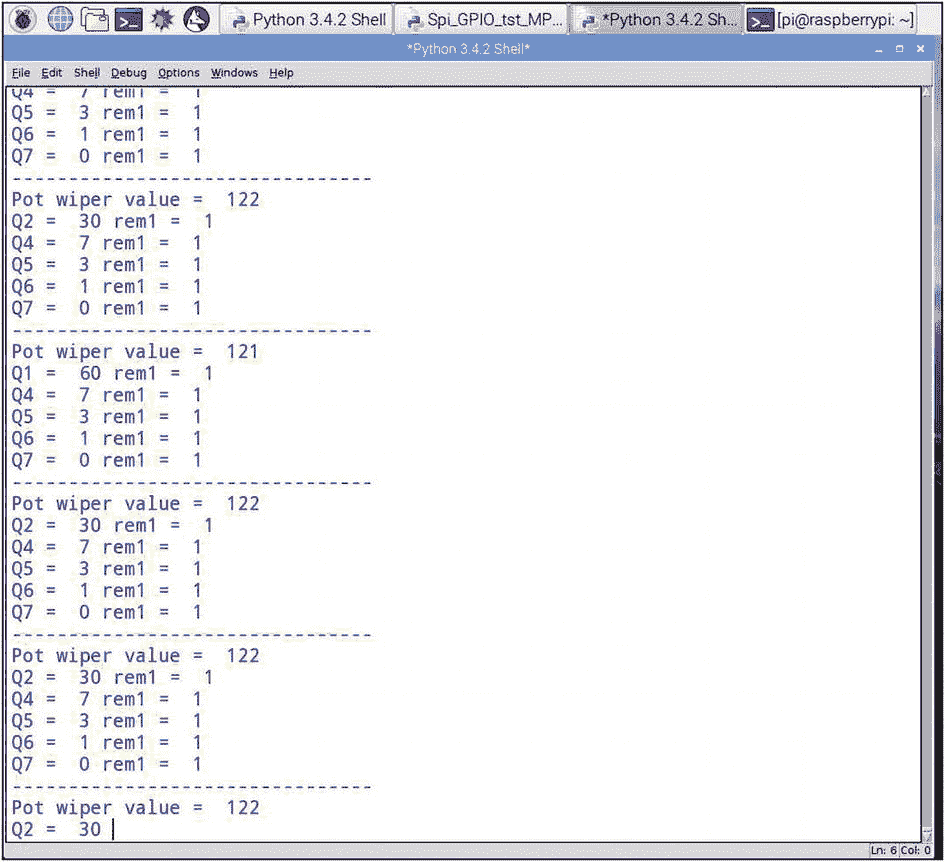 Python 3.4.2 Shell
Spi_GPIO_tst_MP...
*Python 3.4.2 Sh...
[pi@raspberrypi: ~]
*Python 3.4.2 Shell*
File Edit Shell Debug Options Windows Help
Q4 = 7 rem1 = 1
Q5 = 3 rem1 = 1
Q6 = 1 rem1 = 1
Q7 = 0 rem1 = 1
---------------------------------
Pot wiper value = 122
Q2 = 30 rem1 = 1
Q4 = 7 rem1 = 1
Q5 = 3 rem1 = 1
Q6 = 1 rem1 = 1
Q7 = 0 rem1 = 1
---------------------------------
Pot wiper value = 121
Q1 = 60 rem1 = 1
Q4 = 7 rem1 = 1
Q5 = 3 rem1 = 1
Q6 = 1 rem1 = 1
Q7 = 0 rem1 = 1
---------------------------------
Pot wiper value = 122
Q2 = 30 rem1 = 1
Q4 = 7 rem1 = 1
Q5 = 3 rem1 = 1
Q6 = 1 rem1 = 1
Q7 = 0 rem1 = 1
---------------------------------
Pot wiper value = 122
Q2 = 30 rem1 = 1
Q4 = 7 rem1 = 1
Q5 = 3 rem1 = 1
Q6 = 1 rem1 = 1
Q7 = 0 rem1 = 1
---------------------------------
Pot wiper value = 122
Q2 = 30
Ln: 6 Col: 0